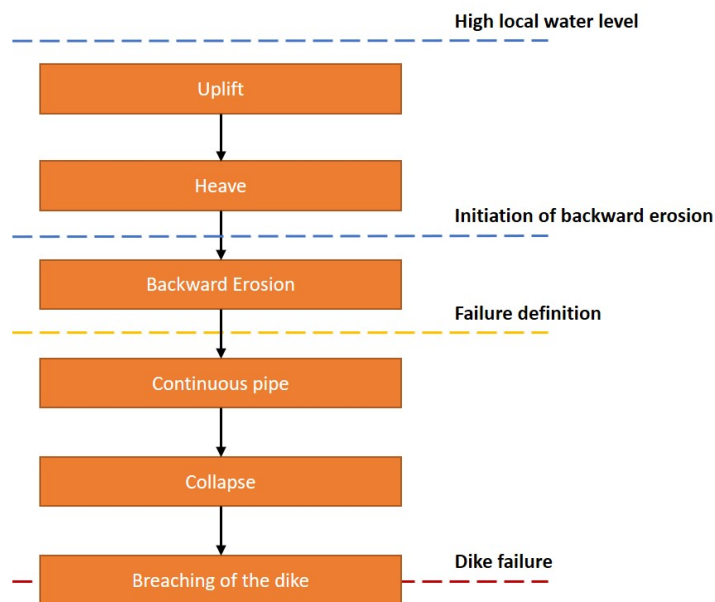 High local water level
Uplift
Heave
Initiation of backward erosion
Backward Erosion
Failure definition
Continuous pipe
Collapse
Dike failure
Breaching of the dike